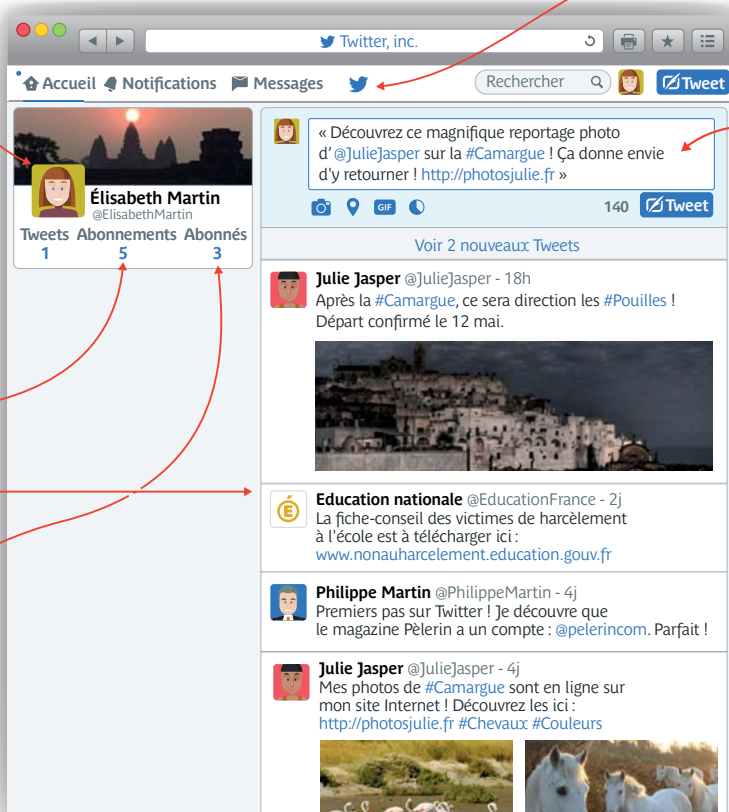 Twitter, inc.
Accueil Notifications Messages Rechercher Tweet
Élisabeth Martin
@ElisabethMartin
Tweets Abonnements Abonnés
1 5 3
« Découvrez ce magnifique reportage photo
d'@JulieJasper sur la #Camargue ! Ça donne envie
d'y retourner ! http://photosjulie.fr »
GIF 140 Tweet
Voir 2 nouveaux Tweets
Julie Jasper @JulieJasper - 18h
Après la #Camargue, ce sera direction les #Pouilles !
Départ confirmé le 12 mai.
É
Education nationale @EducationFrance - 2j
La fiche-conseil des victimes de harcèlement
à l'école est à télécharger ici :
www.nonauharcelement.education.gouv.fr
Philippe Martin @PhilippeMartin - 4j
Premiers pas sur Twitter ! Je découvre que
le magazine Pèlerin a un compte : @pelerincom. Parfait !
Julie Jasper @JulieJasper - 4j
Mes photos de #Camargue sont en ligne sur
mon site Internet ! Découvrez les ici :
http://photosjulie.fr #Chevaux #Couleurs